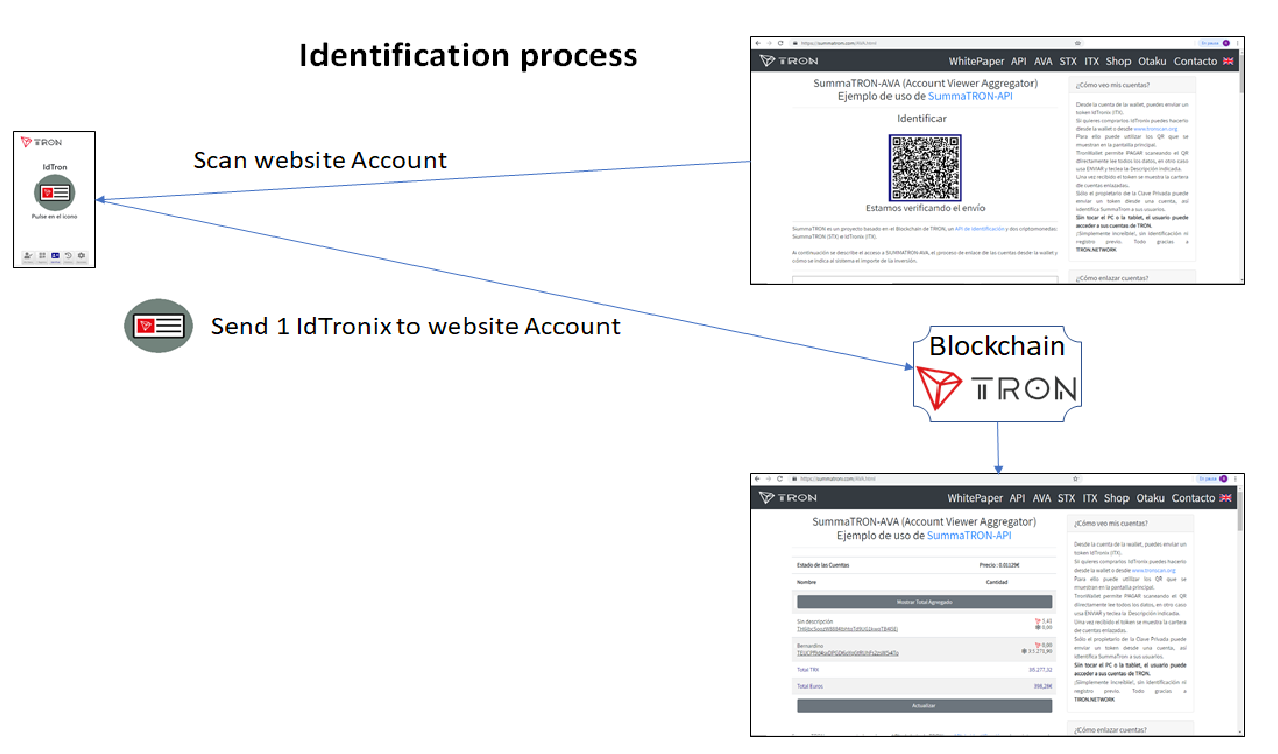 Identification process
https://summatron.com/AVA.html
En pausa
TRON
WhitePaper API AVA STX ITX Shop Otaku Contacto
SummaTRON-AVA (Account Viewer Aggregator)
Ejemplo de uso de SummaTRON-API
Identificar
Estamos verificando el envío
SummaTRON es un proyecto basado en el Blockchain de TRON, un API de identificación y dos criptomonedas:
SummaTRON (STX) e IdTronix (ITX).
A continuación se describe el acceso a SUMMATRON-AVA, el proceso de enlace de las cuentas desde la wallet y
cómo se indica al sistema el importe de la inversión.
¿Cómo veo mis cuentas?
Desde la cuenta de la wallet, puedes enviar un
token IdTronix (ITX).
Si quieres comprarlos IdTronix puedes hacerlo
desde la wallet o desde www.tronscan.org
Para ello puede utilizar los QR que se
muestran en la pantalla principal.
TronWallet permite PAGAR scaneando el QR
directamente lee todos los datos, en otro caso
usa ENVIAR y teclea la Descripción indicada.
Una vez recibido el token se muestra la cartera
de cuentas enlazadas.
Sólo el propietario de la Clave Privada puede
enviar un token desde una cuenta, así
identifica SummaTron a sus usuarios.
Sin tocar el PC o la tablet, el usuario puede
acceder a sus cuentas de TRON.
¡Simplemente increíble!, sin identificación ni
registro previo. Todo gracias a
TRON.NETWORK
¿Cómo enlazar cuentas?
TRON
IdTron
Pulse en el icono
Scan website Account
Send 1 IdTronix to website Account
Blockchain
TRON
https://summatron.com/AVA.html
En pausa
TRON
WhitePaper API AVA STX ITX Shop Otaku Contacto
SummaTRON-AVA (Account Viewer Aggregator)
Ejemplo de uso de SummaTRON-API
Estado de las Cuentas Precio: 0.01129€
Nombre Cantidad
Mostrar Total Agregado
Sin descripción
Bernardino
Total TRX
Total Euros
Actualizar
¿Cómo veo mis cuentas?
Desde la cuenta de la wallet, puedes enviar un
token IdTronix (ITX).
Si quieres comprarlos IdTronix puedes hacerlo
desde la wallet o desde www.tronscan.org
Para ello puede utilizar los QR que se
muestran en la pantalla principal.
TronWallet permite PAGAR scaneando el QR
directamente lee todos los datos, en otro caso
usa ENVIAR y teclea la Descripción indicada.
Una vez recibido el token se muestra la cartera
de cuentas enlazadas.
Sólo el propietario de la Clave Privada puede
enviar un token desde una cuenta, así
identifica SummaTron a sus usuarios.
Sin tocar el PC o la tablet, el usuario puede
acceder a sus cuentas de TRON.
¡Simplemente increíble!, sin identificación ni
registro previo. Todo gracias a
TRON.NETWORK
¿Cómo enlazar cuentas?